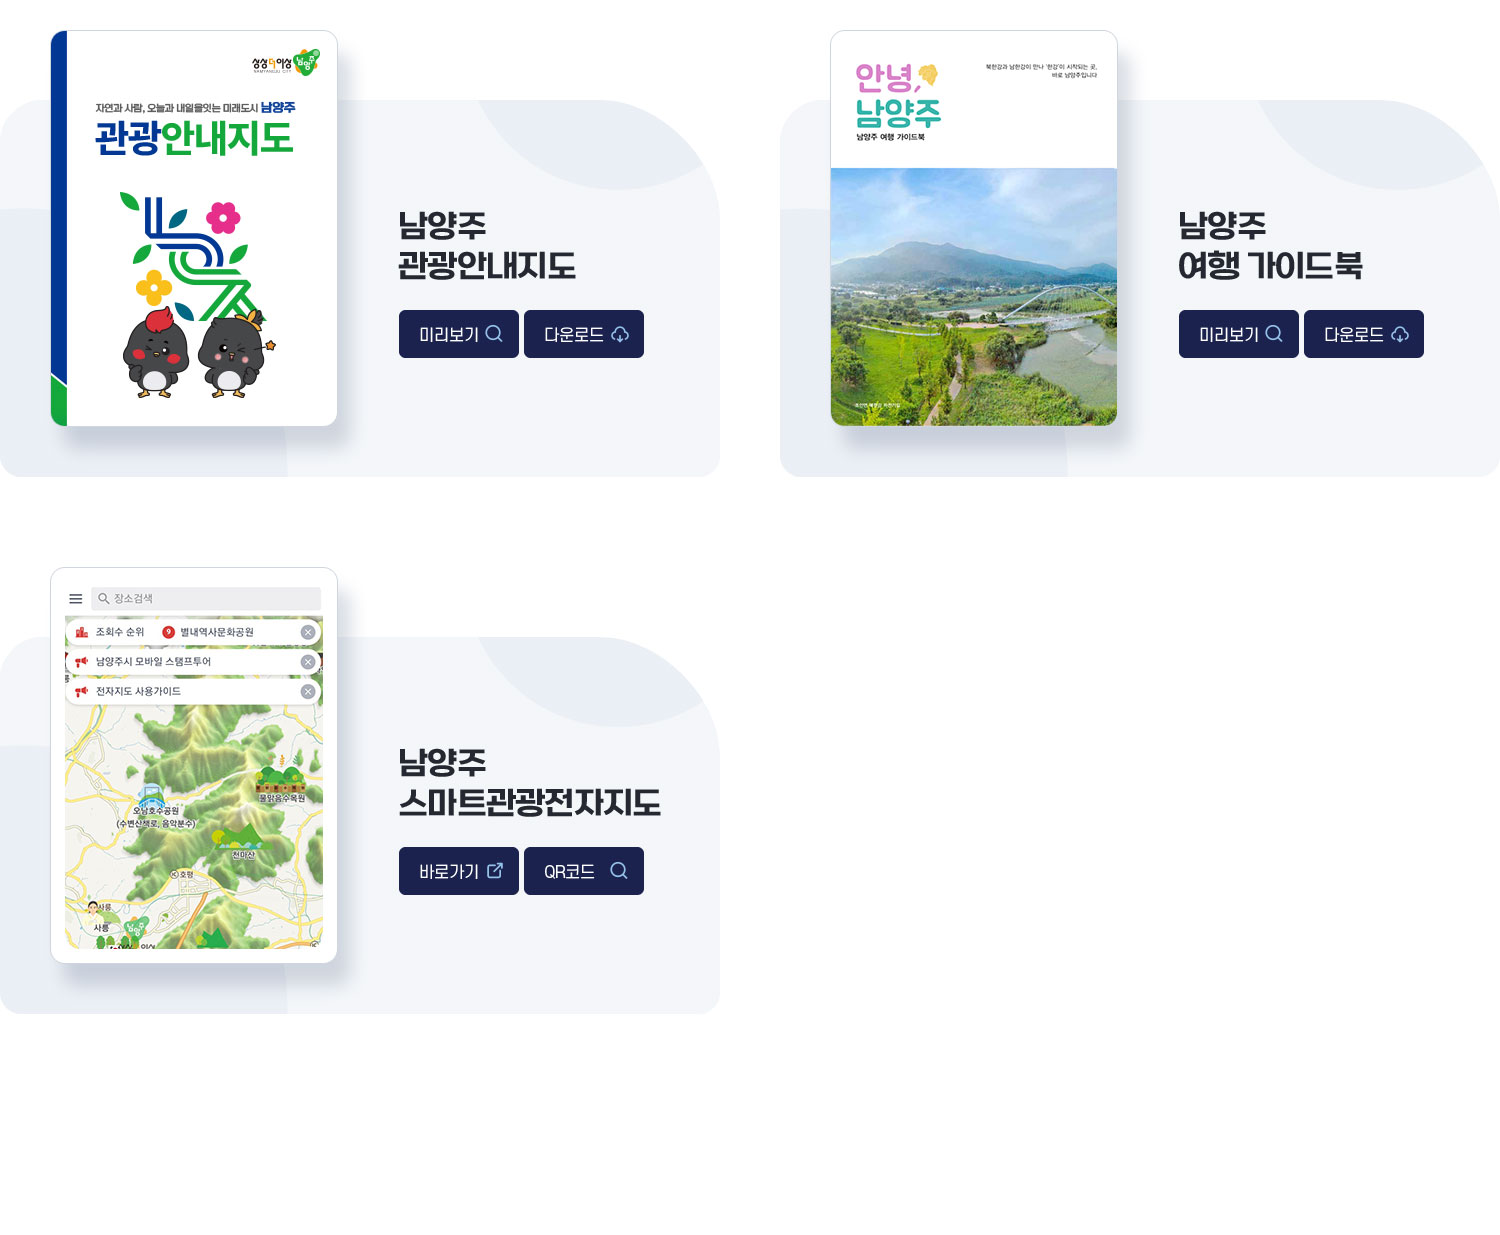 상상더이상 남양주
NAMYANGJU CITY
자연과 사람, 오늘과 내일을잇는 미래도시 남양주
관광안내지도
남양주
관광안내지도
미리보기
다운로드
안녕,
남양주
남양주 여행 가이드북
북한강과 남한강이 만나 '한강'이 시작되는 곳,
바로 남양주입니다
남양주
여행 가이드북
미리보기
다운로드
장소검색
조회수 순위 9 별내역사문화공원
남양주시 모바일 스탬프투어
전자지도 사용가이드
물맑음수목원
오남호수공원
(수변산책로, 음악분수)
천마산
호평
사릉
사릉
남양주
남양주
스마트관광전자지도
바로가기
QR코드